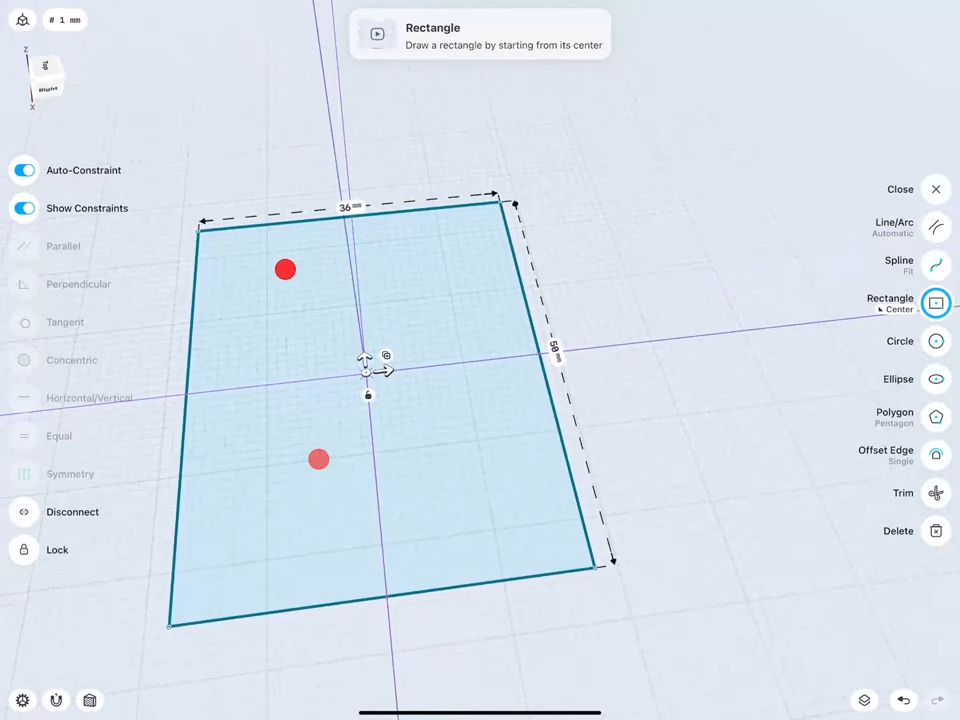 # 1 mm
Rectangle
Draw a rectangle by starting from its center
Z
Top
Right
X
Auto-Constraint
Show Constraints
Parallel
Perpendicular
Tangent
Concentric
Horizontal/Vertical
Equal
Symmetry
Disconnect
Lock
36 mm
50 mm
Close
Line/Arc
Automatic
Spline
Fit
Rectangle
Center
Circle
Ellipse
Polygon
Pentagon
Offset Edge
Single
Trim
Delete